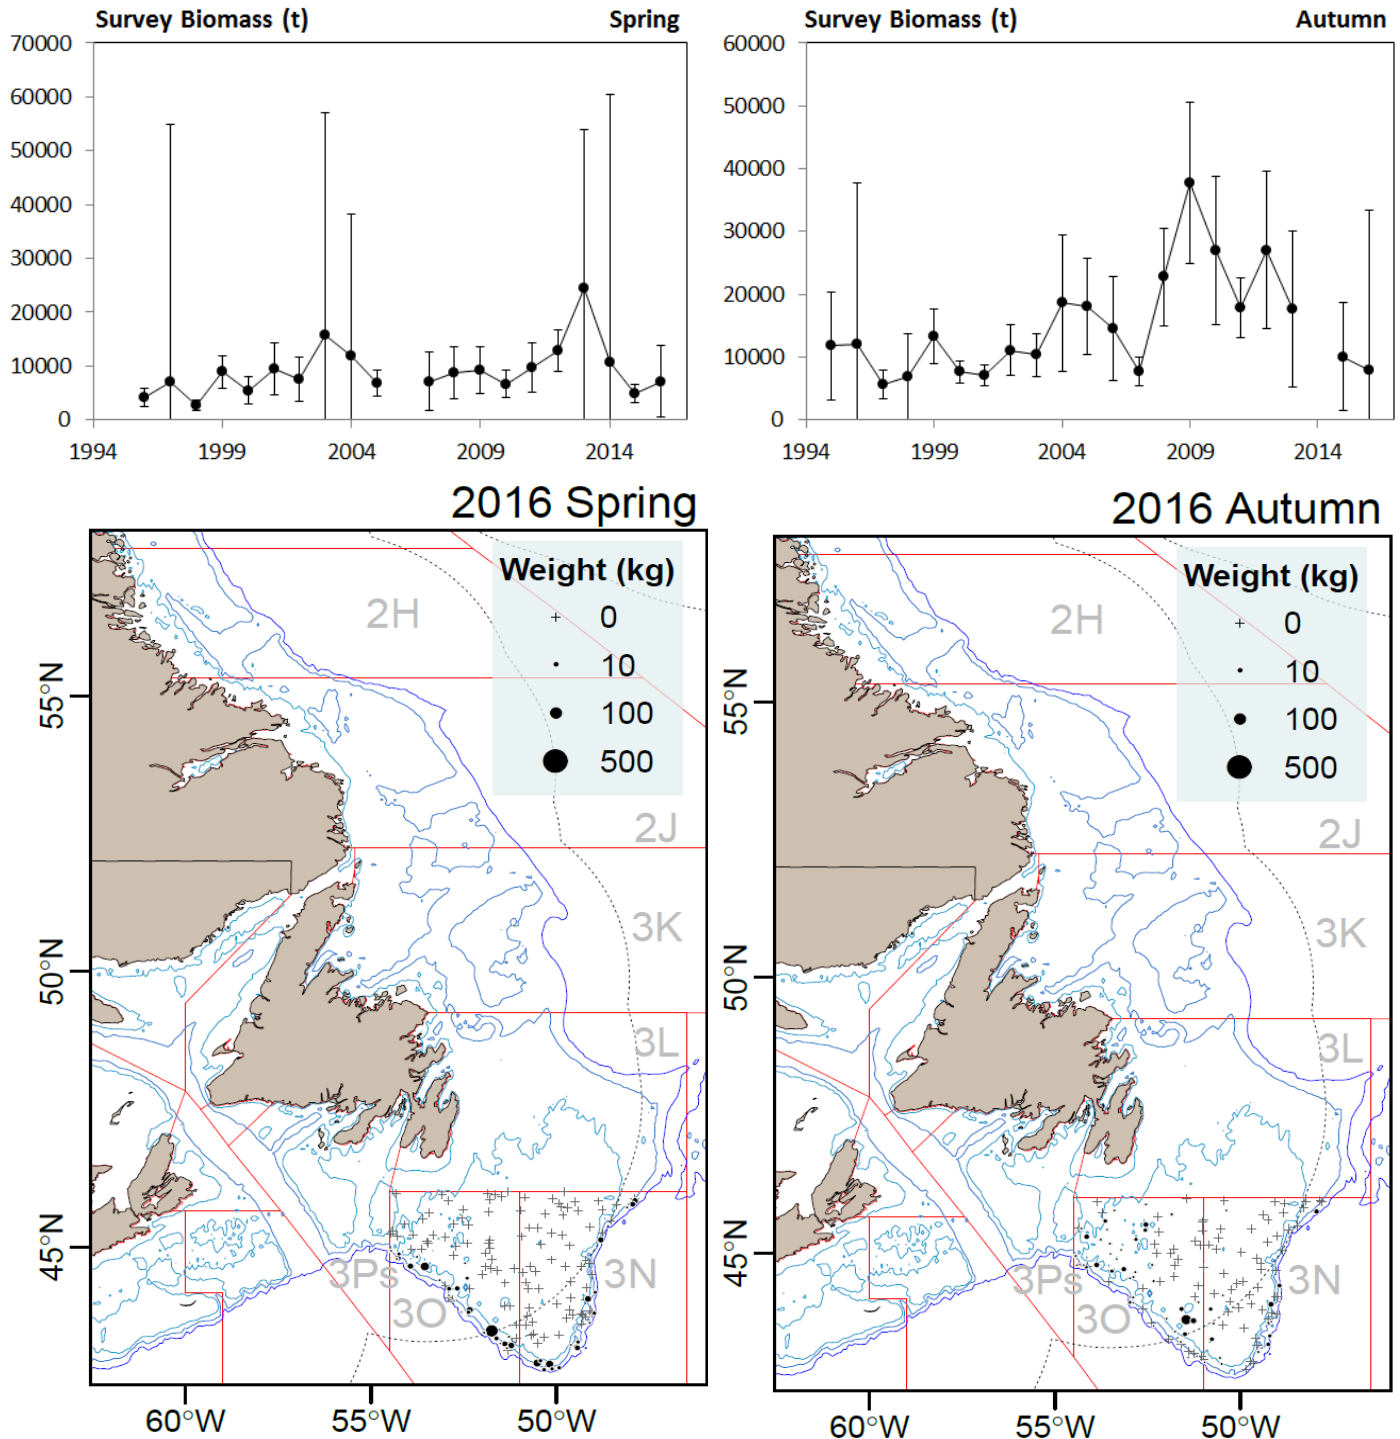 Survey Biomass (t) Spring
70000
60000
50000
40000
30000
20000
10000
0
1994 1999 2004 2009 2014
Survey Biomass (t) Autumn
60000
50000
40000
30000
20000
10000
0
1994 1999 2004 2009 2014
2016 Spring
Weight (kg)
0
10
100
500
2H
2J
3K
3L
3N
3Ps
3O
55°N
50°N
45°N
60°W 55°W 50°W
2016 Autumn
Weight (kg)
0
10
100
500
2H
2J
3K
3L
3N
3Ps
3O
55°N
50°N
45°N
60°W 55°W 50°W